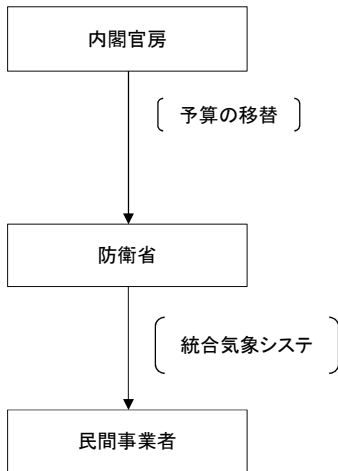 内閣官房
予算の移替
防衛省
統合気象システ
民間事業者